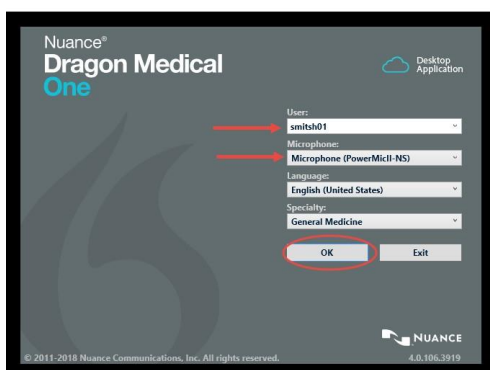 Nuance®
Dragon Medical
One
Desktop
Application
User:
smitsh01
Microphone:
Microphone (PowerMicII-NS)
Language:
English (United States)
Specialty:
General Medicine
OK Exit
NUANCE
© 2011-2018 Nuance Communications, Inc. All rights reserved. 4.0.106.3919